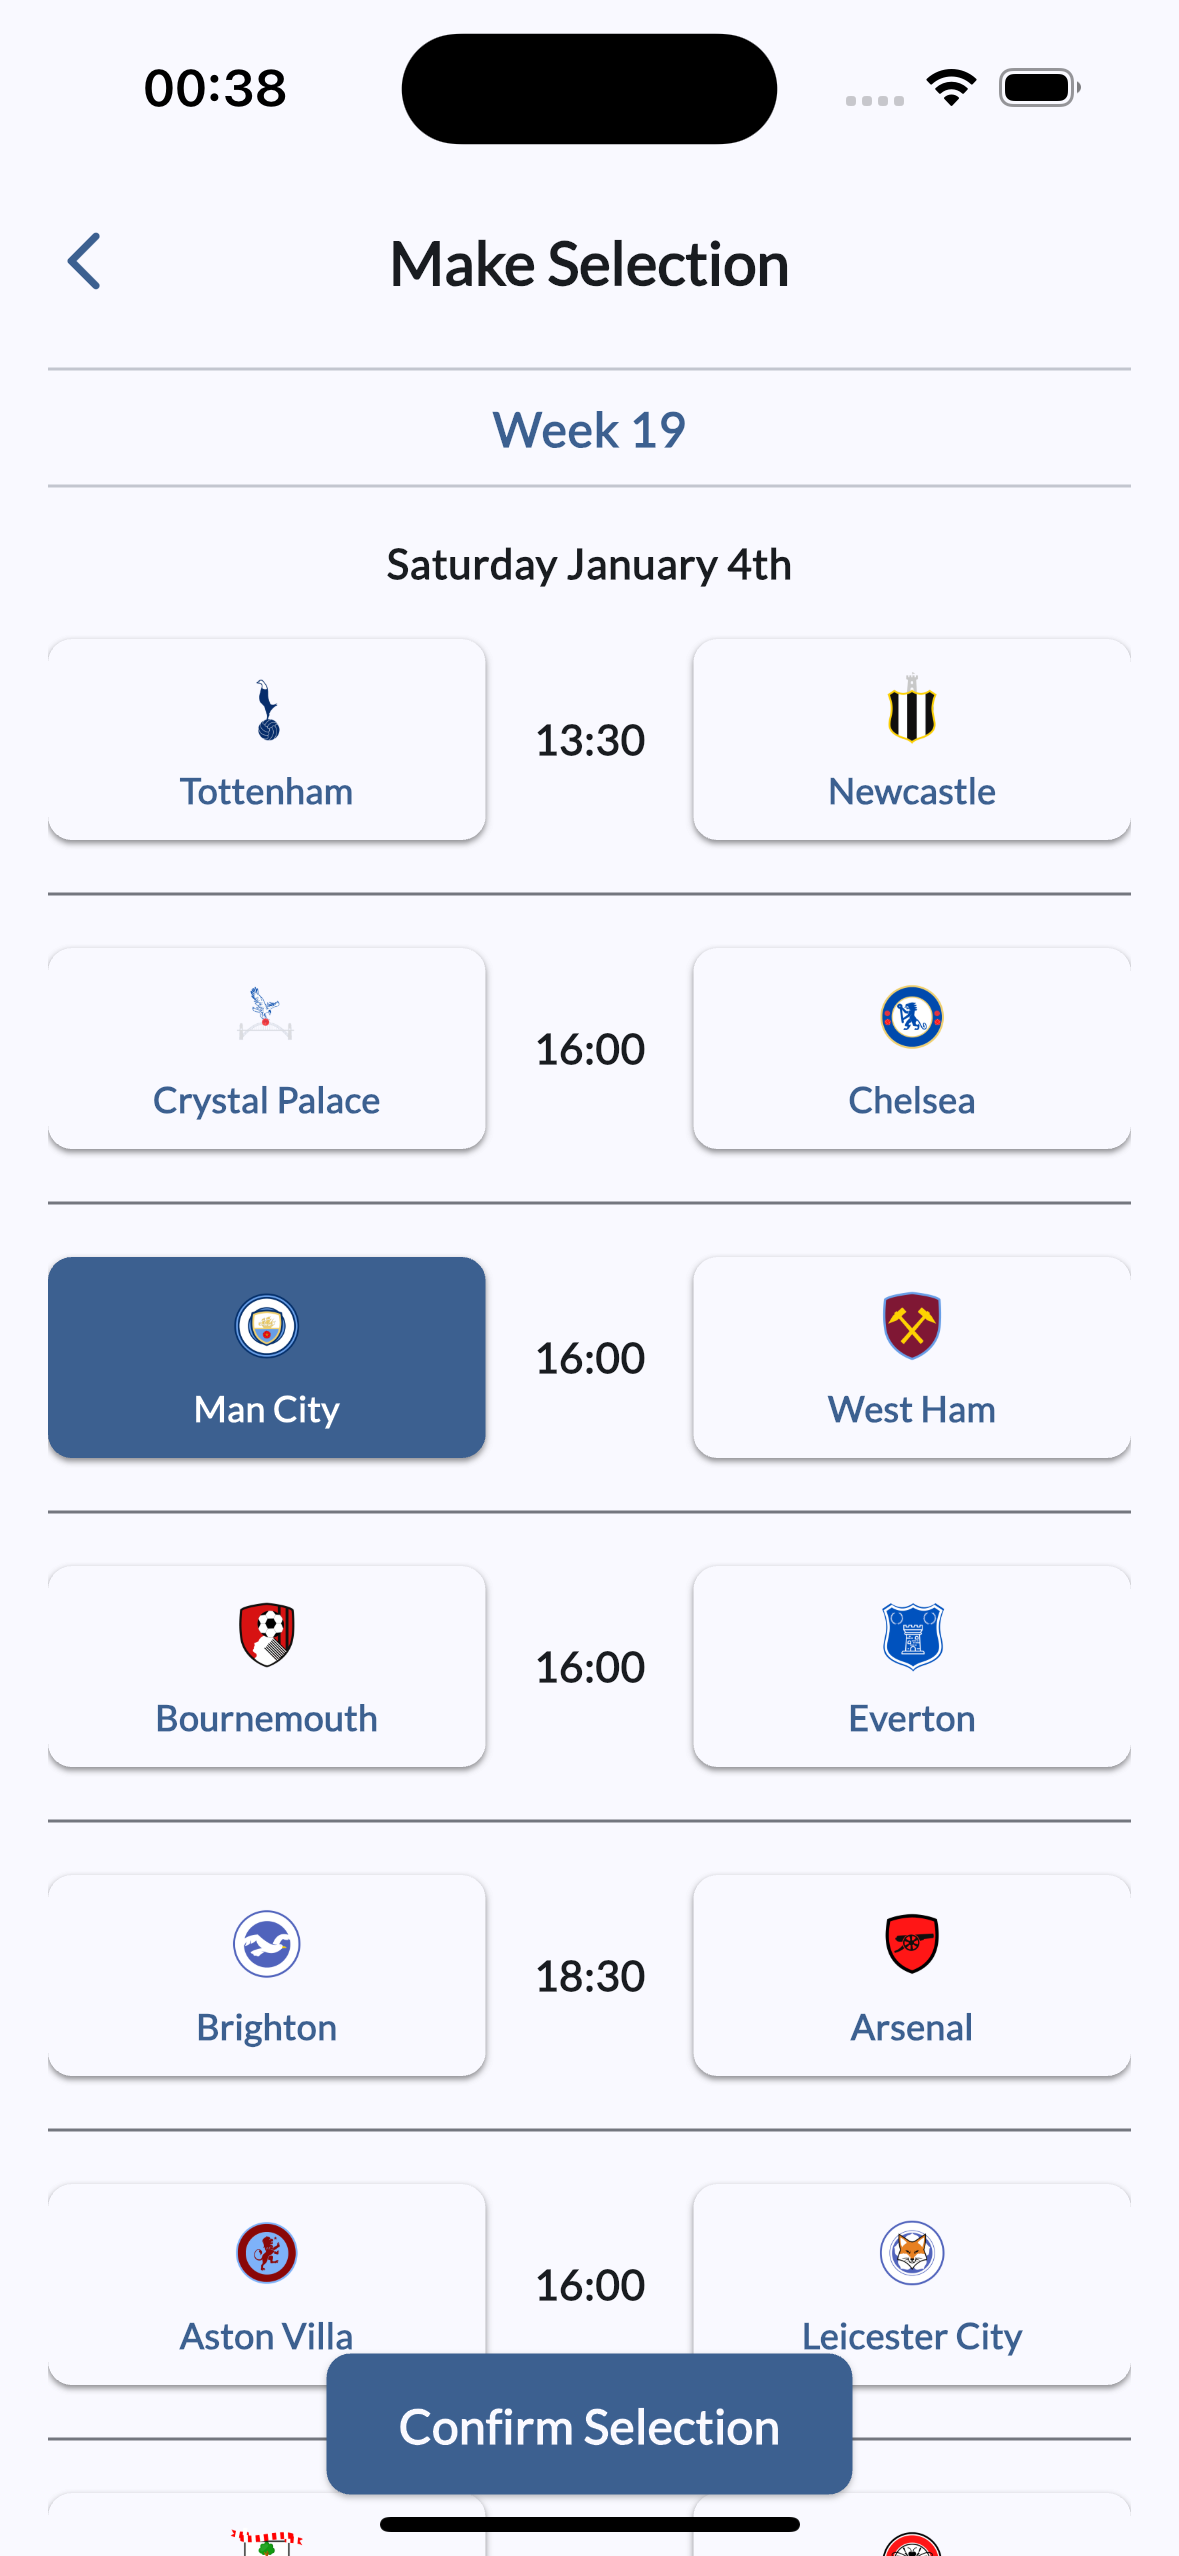 00:38
Make Selection
Week 19
Saturday January 4th
13:30
Tottenham
Newcastle
16:00
Crystal Palace
Chelsea
16:00
Man City
West Ham
16:00
Bournemouth
Everton
18:30
Brighton
Arsenal
16:00
Aston Villa
Leicester City
Confirm Selection